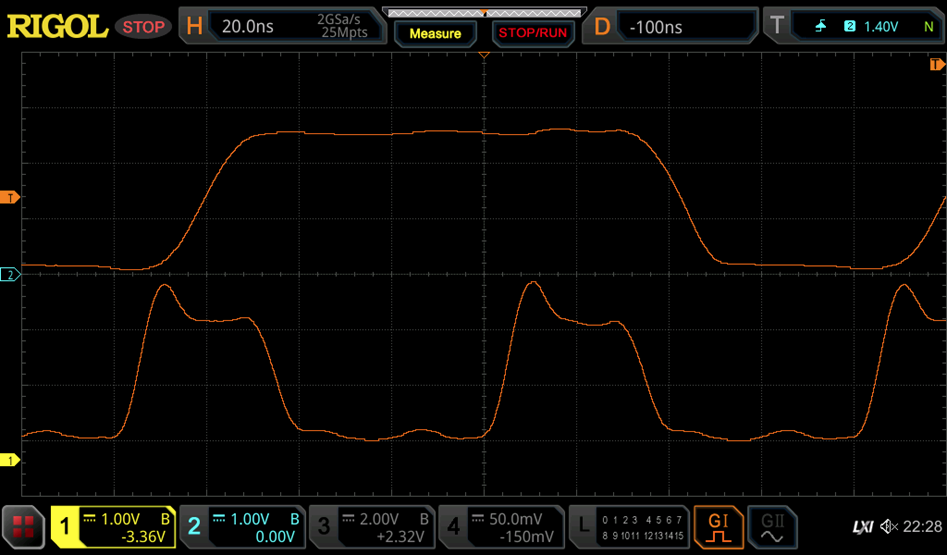 RIGOL STOP H 20.0ns 2GSa/s 25Mpts Measure STOP/RUN D -100ns T 2 1.40V N
T
T
2
1
1 1.00V B -3.36V 2 1.00V B 0.00V 3 2.00V B +2.32V 4 50.0mV -150mV L 0 1 2 3 4 5 6 7 8 9 10 11 12 13 14 15 GI GII LXI 22:28